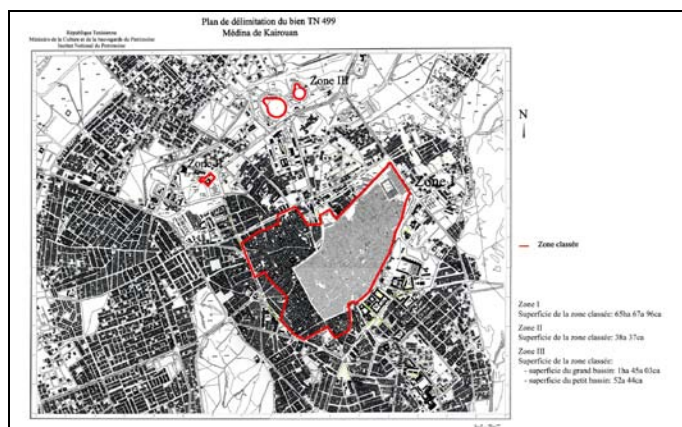 Plan de délimitation du bien TN 499
Médina de Kairouan
République Tunisienne
Ministère de la Culture et de la Sauvegarde du Patrimoine
Institut National du Patrimoine
Zone III
Zone II
Zone I
N
Zone classée
Zone I
Superficie de la zone classée: 65ha 67a 96ca
Zone II
Superficie de la zone classée: 38a 37ca
Zone III
Superficie de la zone classée:
- superficie du grand bassin: 1ha 45a 03ca
- superficie du petit bassin: 52a 44ca